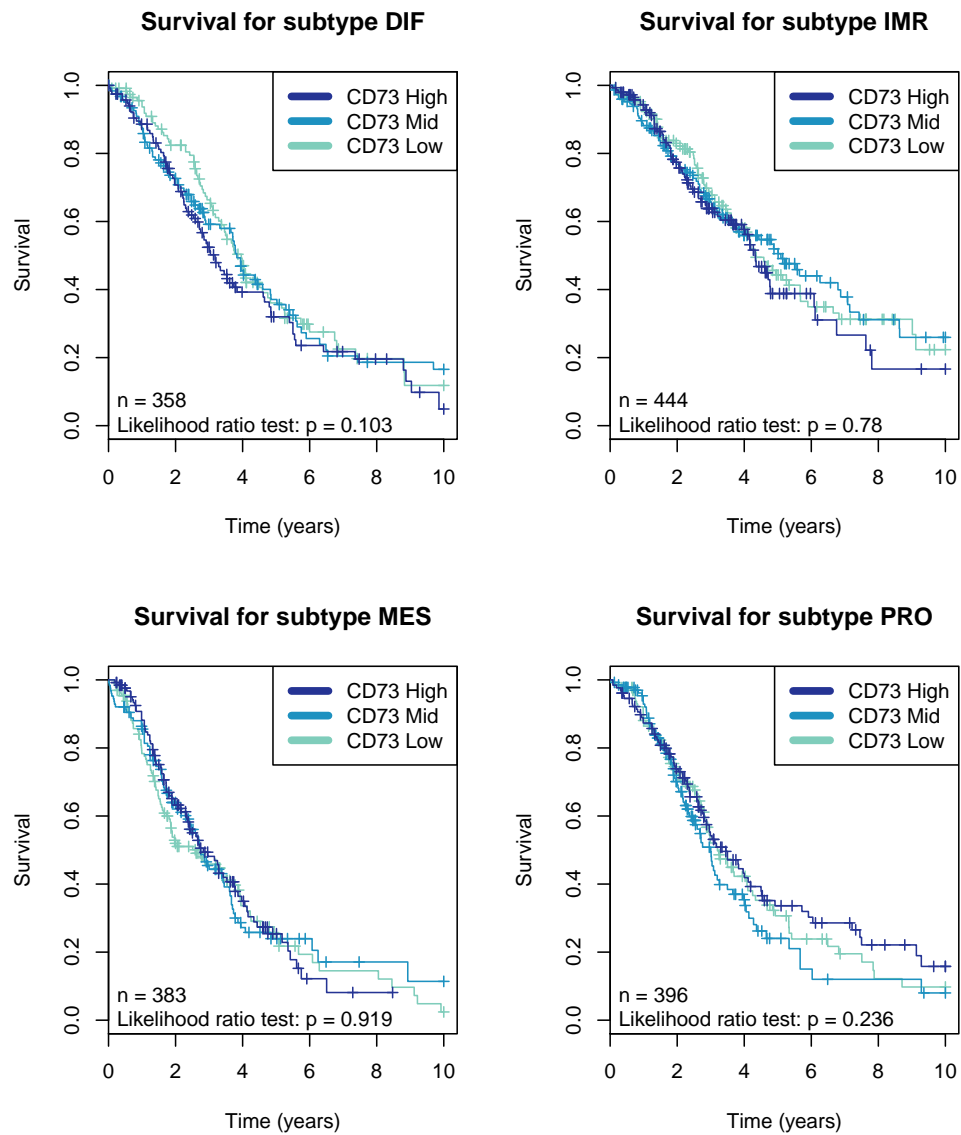 Survival for subtype DIF
Survival
1.0
0.8
0.6
0.4
0.2
0.0
CD73 High
CD73 Mid
CD73 Low
n = 358
Likelihood ratio test: p = 0.103
0 2 4 6 8 10
Time (years)
Survival for subtype IMR
Survival
1.0
0.8
0.6
0.4
0.2
0.0
CD73 High
CD73 Mid
CD73 Low
n = 444
Likelihood ratio test: p = 0.78
0 2 4 6 8 10
Time (years)
Survival for subtype MES
Survival
1.0
0.8
0.6
0.4
0.2
0.0
CD73 High
CD73 Mid
CD73 Low
n = 383
Likelihood ratio test: p = 0.919
0 2 4 6 8 10
Time (years)
Survival for subtype PRO
Survival
1.0
0.8
0.6
0.4
0.2
0.0
CD73 High
CD73 Mid
CD73 Low
n = 396
Likelihood ratio test: p = 0.236
0 2 4 6 8 10
Time (years)